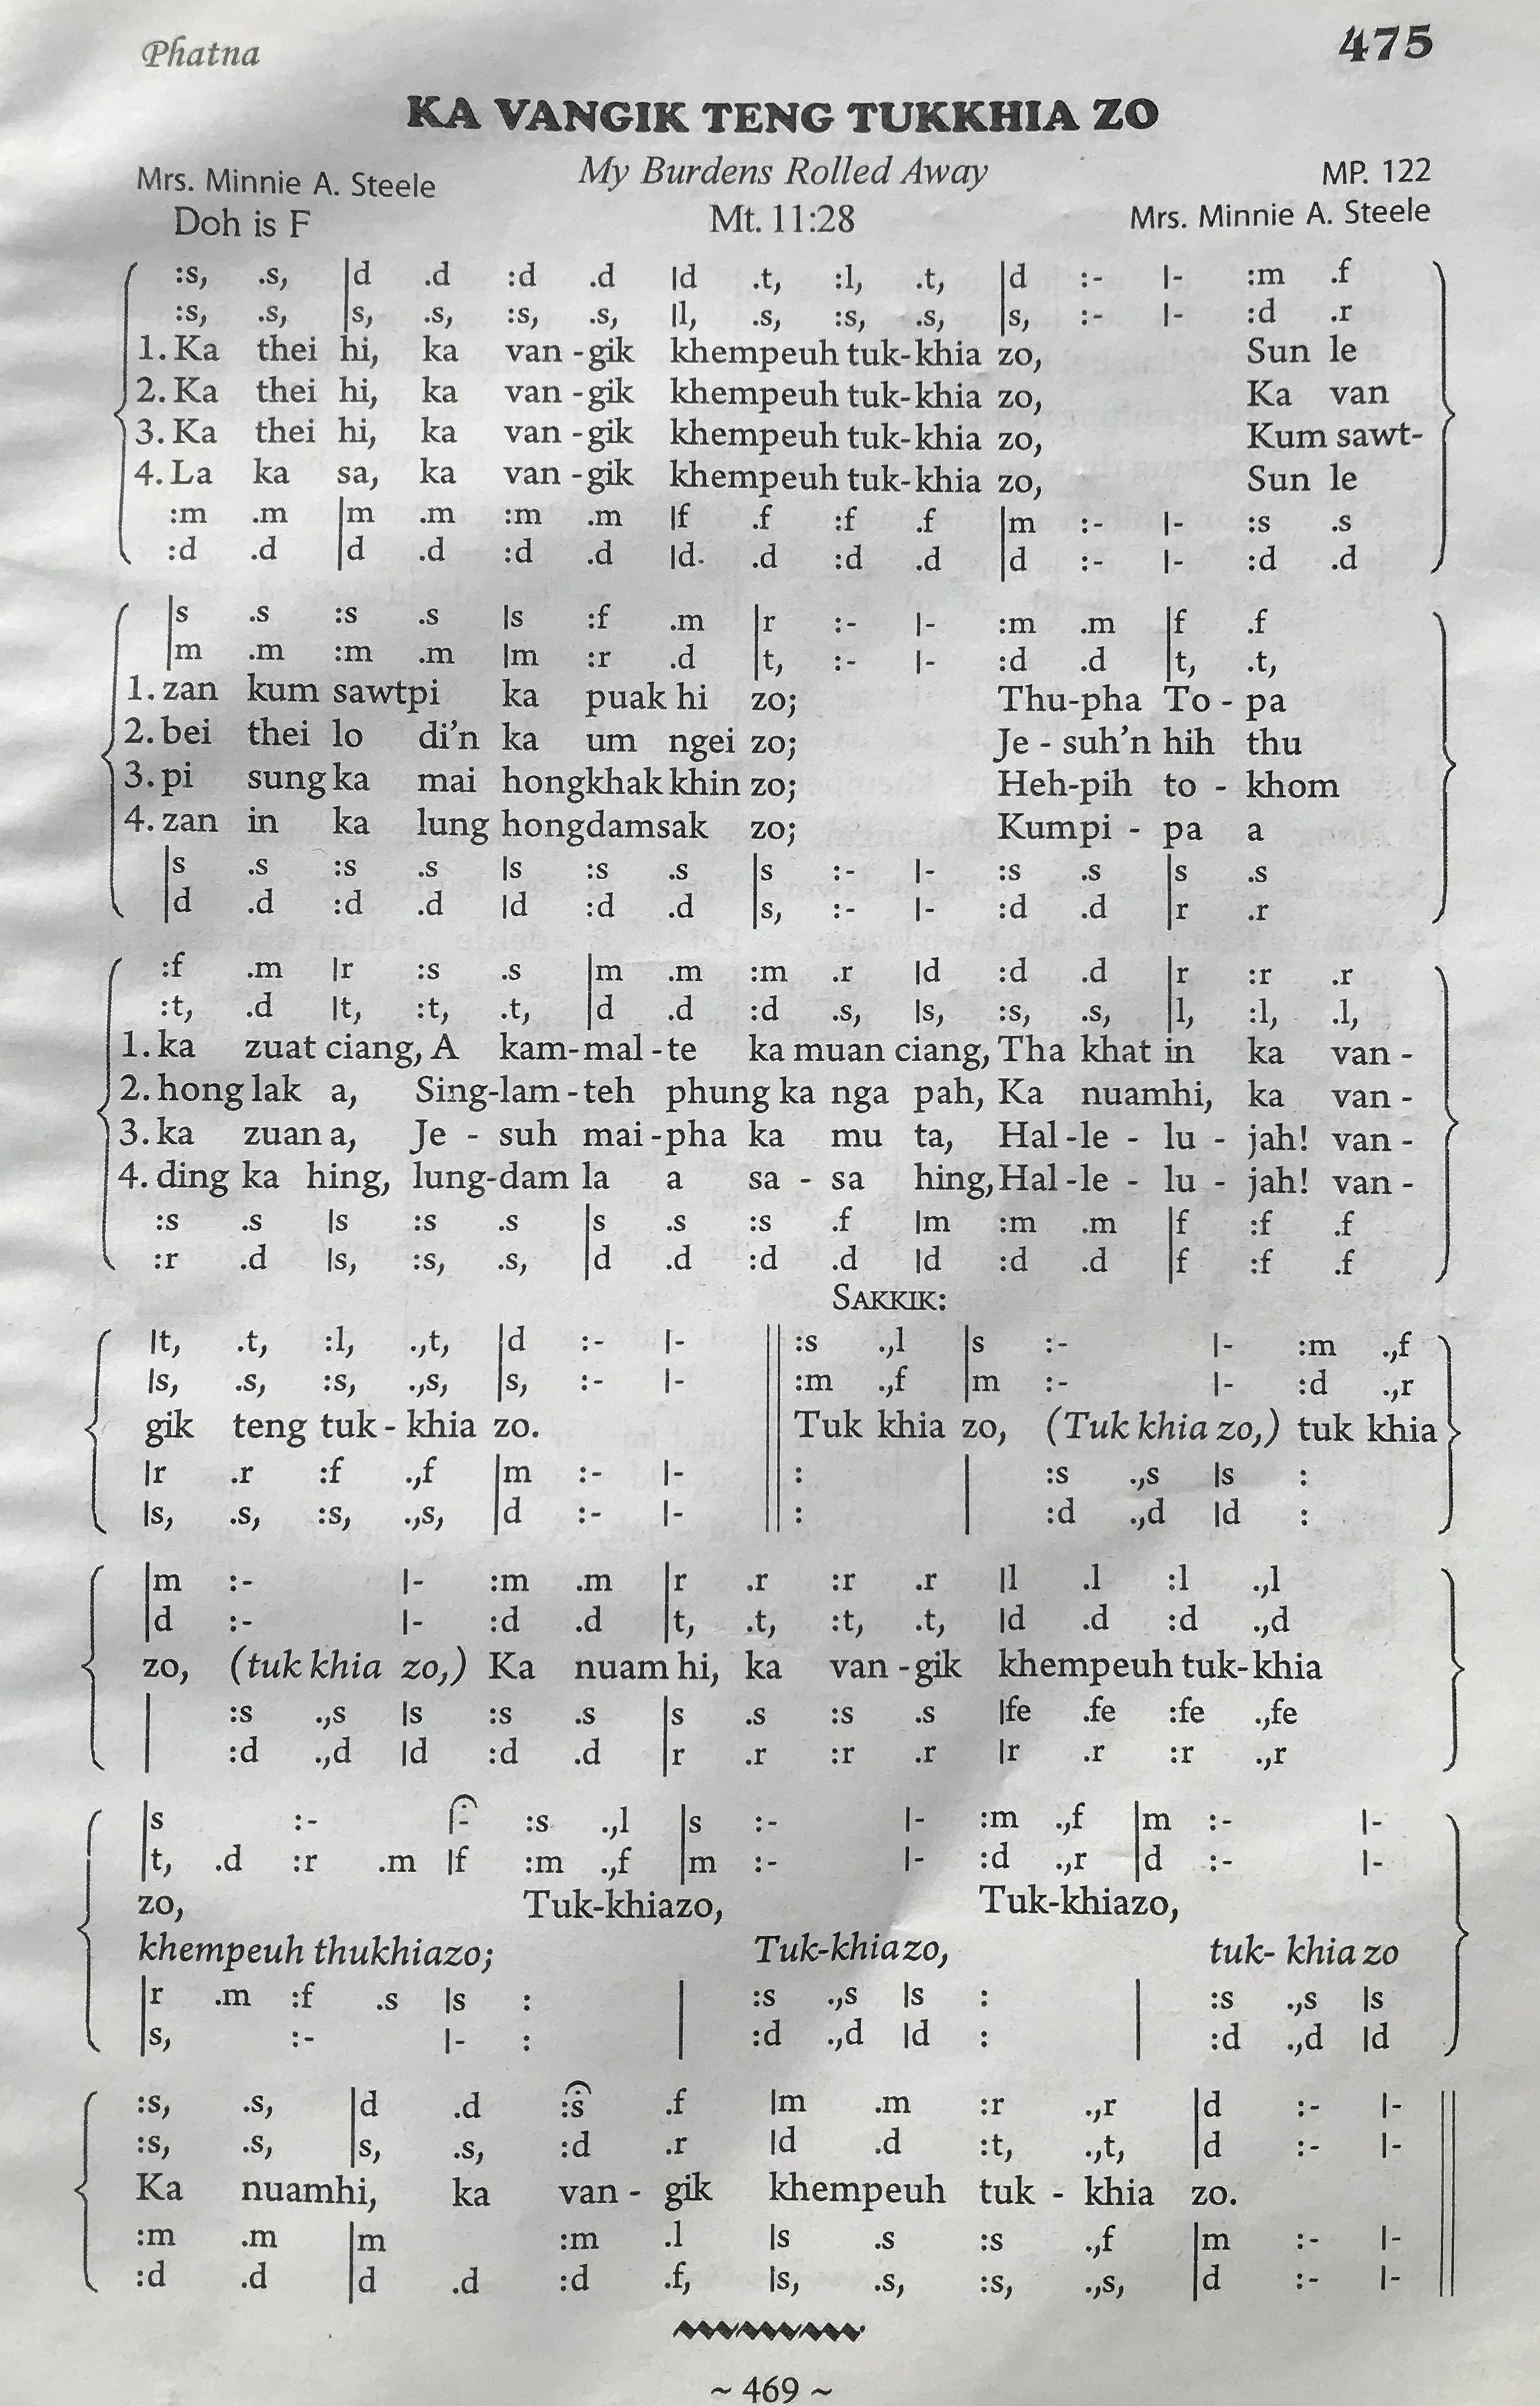 Phatna
475
KA VANGIK TENG TUKKHIA ZO
Mrs. Minnie A. Steele My Burdens Rolled Away MP. 122
Doh is F Mt. 11:28 Mrs. Minnie A. Steele
:s, .s, |d .d :d .d |d .t, :l, .t, |d :- |- :m .f
:s, .s, |s, .s, :s, .s, |l, .s, :s, .s, |s, :- |- :d .r
1. Ka thei hi, ka van - gik khempeuh tuk-khia zo, Sun le
2. Ka thei hi, ka van - gik khempeuh tuk-khia zo, Ka van
3. Ka thei hi, ka van - gik khempeuh tuk-khia zo, Kum sawt-
4. La ka sa, ka van - gik khempeuh tuk-khia zo, Sun le
:m .m |m .m :m .m |f .f :f .f |m :- |- :s .s
:d .d |d .d :d .d |d. .d :d .d |d :- |- :d .d
|s .s :s .s |s :f .m |r :- |- :m .m |f .f
|m .m :m .m |m :r .d |t, :- |- :d .d |t, .t,
1. zan kum sawtpi ka puak hi zo; Thu-pha To - pa
2. bei thei lo di'n ka um ngei zo; Je - suh'n hih thu
3. pi sung ka mai hongkhak khin zo; Heh-pih to - khom
4. zan in ka lung hongdamsak zo; Kumpi - pa a
|s .s :s .s |s :s .s |s :- |- :s .s |s .s
|d .d :d .d |d :d .d |s, :- |- :d .d |r .r
:f .m |r :s .s |m .m :m .r |d :d .d |r :r .r
:t, .d |t, :t, .t, |d .d :d .s, |s, :s, .s, |l, :l, .l,
1. ka zuat ciang, A kam-mal -te ka muan ciang, Tha khat in ka van -
2. hong lak a, Sing-lam - teh phung ka nga pah, Ka nuamhi, ka van -
3. ka zuan a, Je - suh mai -pha ka mu ta, Hal -le - lu - jah! van -
4. ding ka hing, lung-dam la a sa - sa hing, Hal -le - lu - jah! van -
:s .s |s :s .s |s .s :s .f |m :m .m |f :f .f
:r .d |s, :s, .s, |d .d :d .d |d :d .d |f :f .f
SAKKIK:
|t, .t, :l, .,t, |d :- |- || :s .,l |s :- |- :m .,f
|s, .s, :s, .,s, |s, :- |- || :m .,f |m :- |- :d .,r
gik teng tuk - khia zo. Tuk khia zo, (Tuk khia zo,) tuk khia
|r .r :f .,f |m :- |- || : | :s .,s |s :
|s, .s, :s, .,s, |d :- |- || : | :d .,d |d :
|m :- |- :m .m |r .r :r .r |l .l :l .,l
|d :- |- :d .d |t, .t, :t, .t, |d .d :d .,d
zo, (tuk khia zo,) Ka nuam hi, ka van - gik khempeuh tuk-khia
| :s .,s |s :s .s |s .s :s .s |fe .fe :fe .,fe
| :d .,d |d :d .d |r .r :r .r |r .r :r .,r
|s :- |- :s .,l |s :- |- :m .,f |m :- |-
|t, .d :r .m |f :m .,f |m :- |- :d .,r |d :- |-
zo, Tuk-khiazo, Tuk-khiazo,
khempeuh thukhiazo; Tuk-khiazo, tuk- khia zo
|r .m :f .s |s : | :s .,s |s : | :s .,s |s
|s, :- |- : | :d .,d |d : | :d .,d |d
:s, .s, |d .d :s .f |m .m :r .,r |d :- |-
:s, .s, |s, .s, :d .r |d .d :t, .,t, |d :- |-
Ka nuamhi, ka van - gik khempeuh tuk - khia zo.
:m .m |m :m .l |s .s :s .,f |m :- |-
:d .d |d .d :d .f, |s, .s, :s, .,s, |d :- |-
~ 469 ~